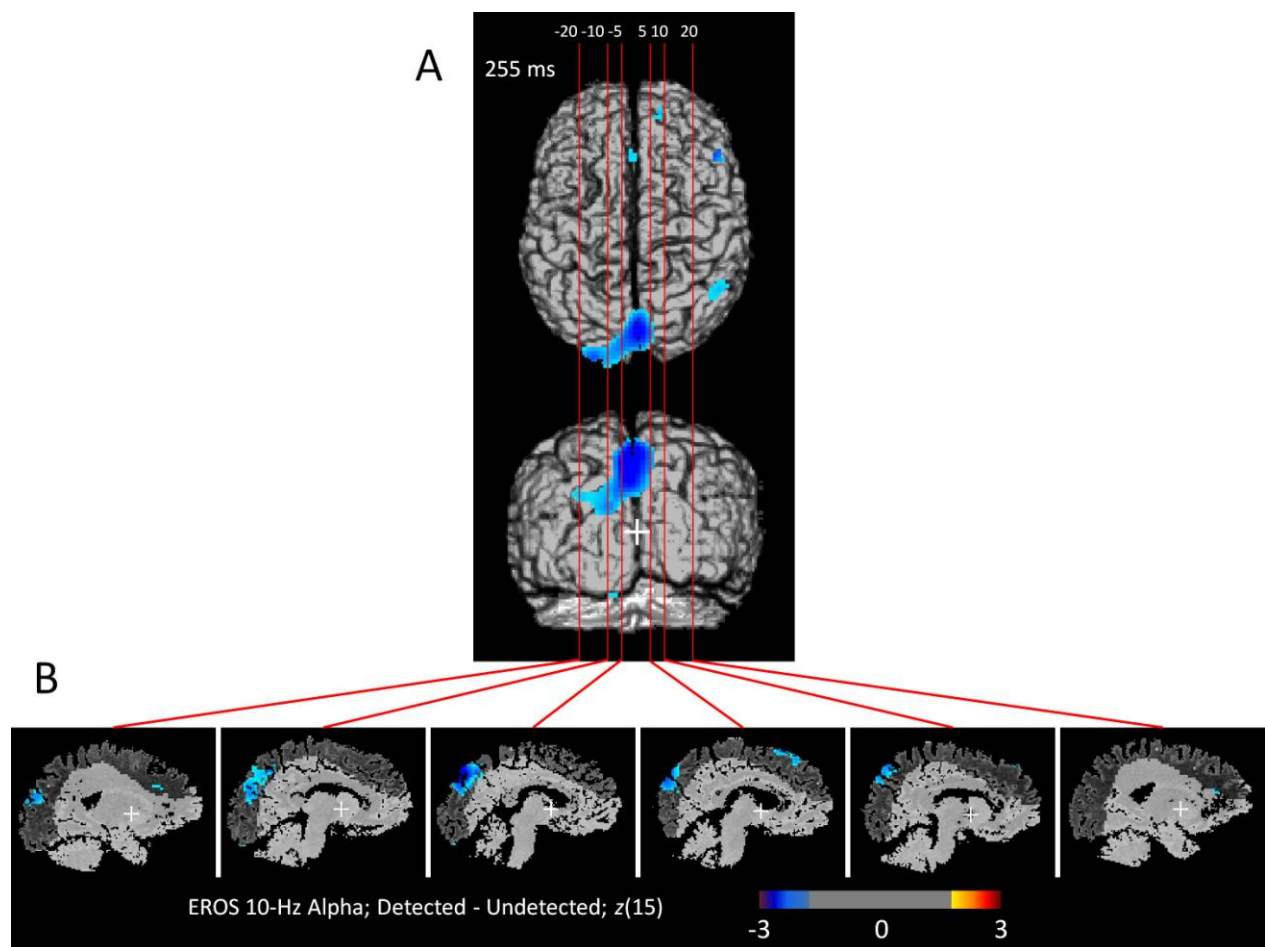 -20 -10 -5 5 10 20
A
255 ms
B
EROS 10-Hz Alpha; Detected - Undetected; z(15)
-3 0 3